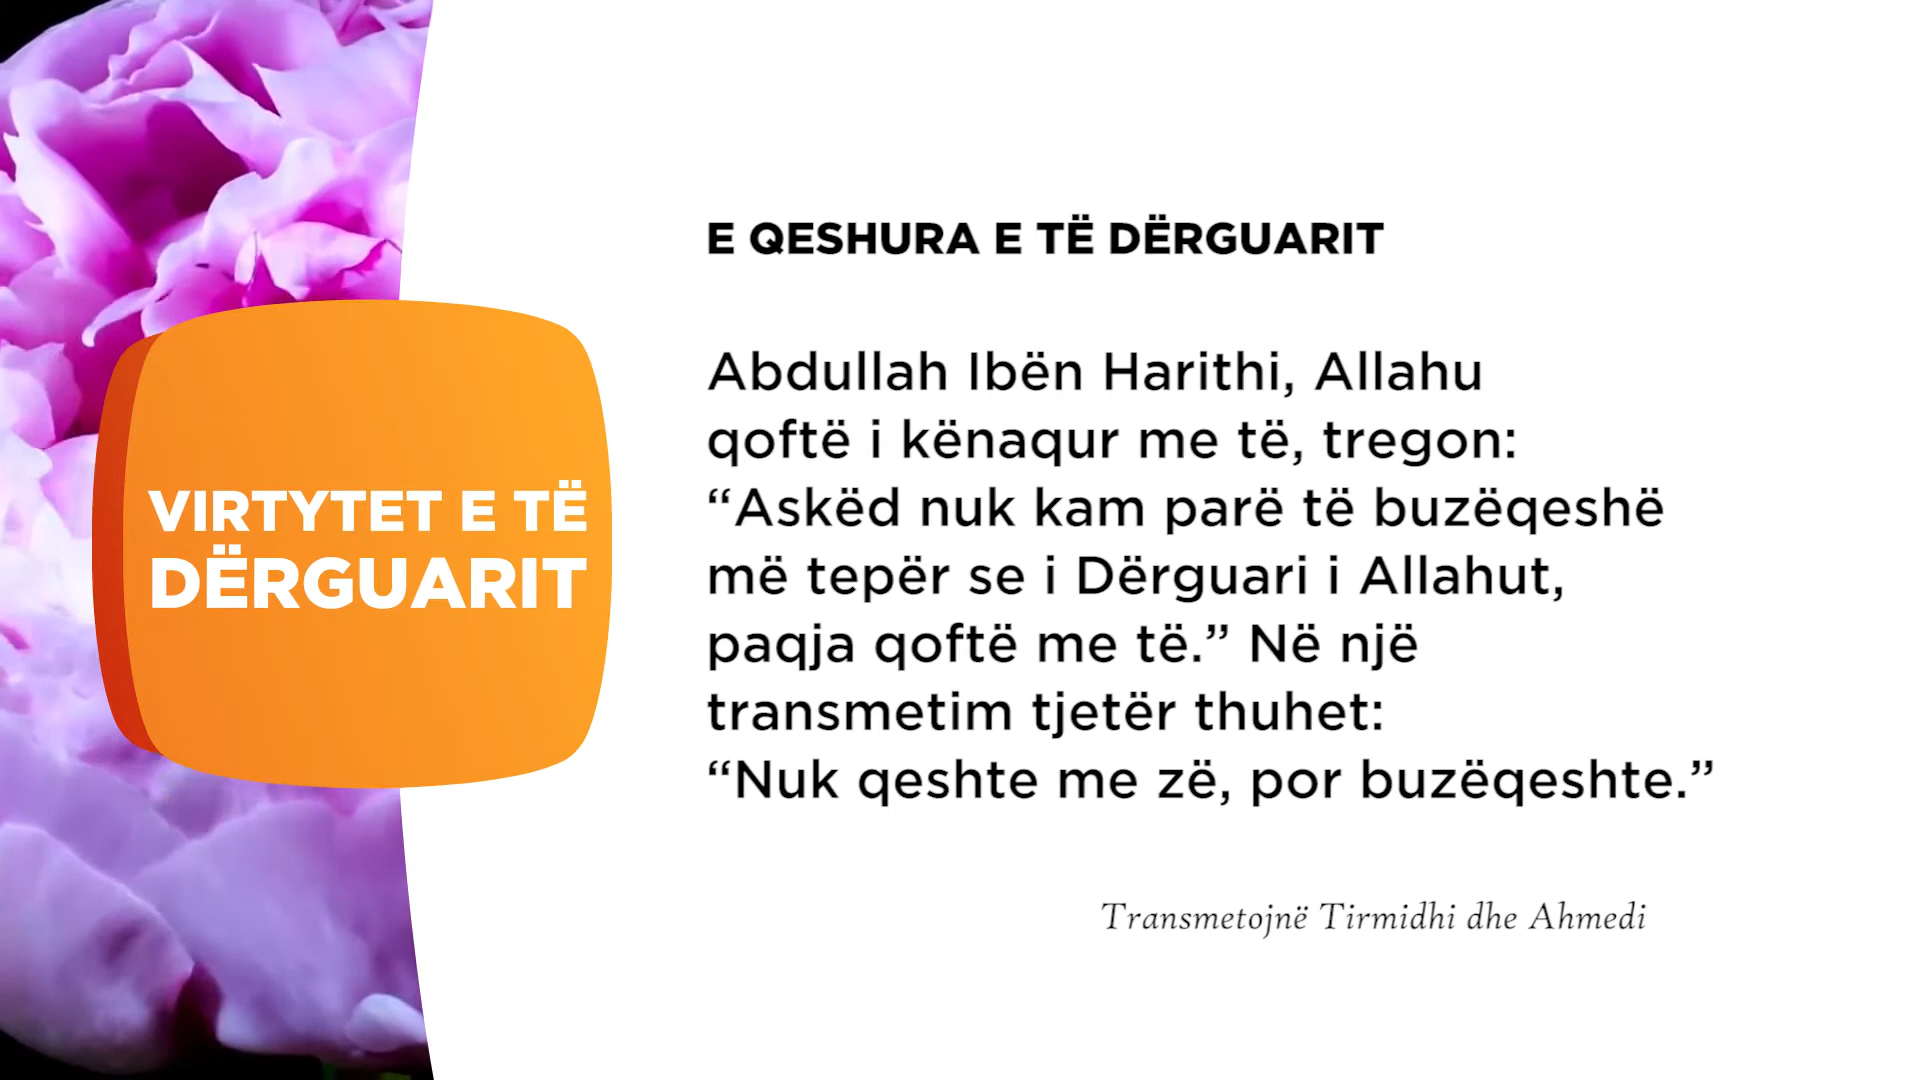 VIRTYTET E TË
DËRGUARIT
E QESHURA E TË DËRGUARIT
Abdullah Ibën Harithi, Allahu
qoftë i kënaqur me të, tregon:
“Askëd nuk kam parë të buzëqeshë
më tepër se i Dërguari i Allahut,
paqja qoftë me të.” Në një
transmetim tjetër thuhet:
“Nuk qeshte me zë, por buzëqeshte.”
Transmetojnë Tirmidhi dhe Ahmedi